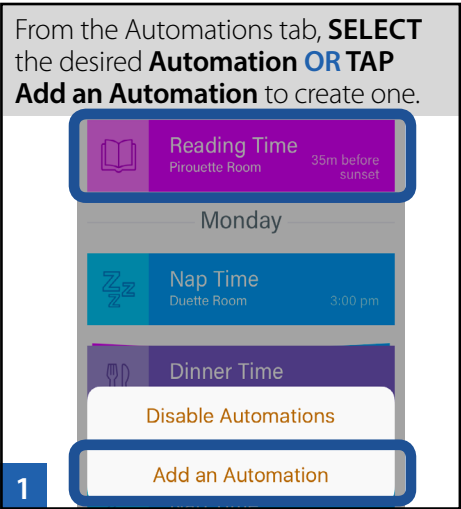 From the Automations tab, SELECT
the desired Automation OR TAP
Add an Automation to create one.
Reading Time
Pirouette Room
35m before
sunset
Monday
Nap Time
Duette Room
3:00 pm
Dinner Time
Disable Automations
Add an Automation
1